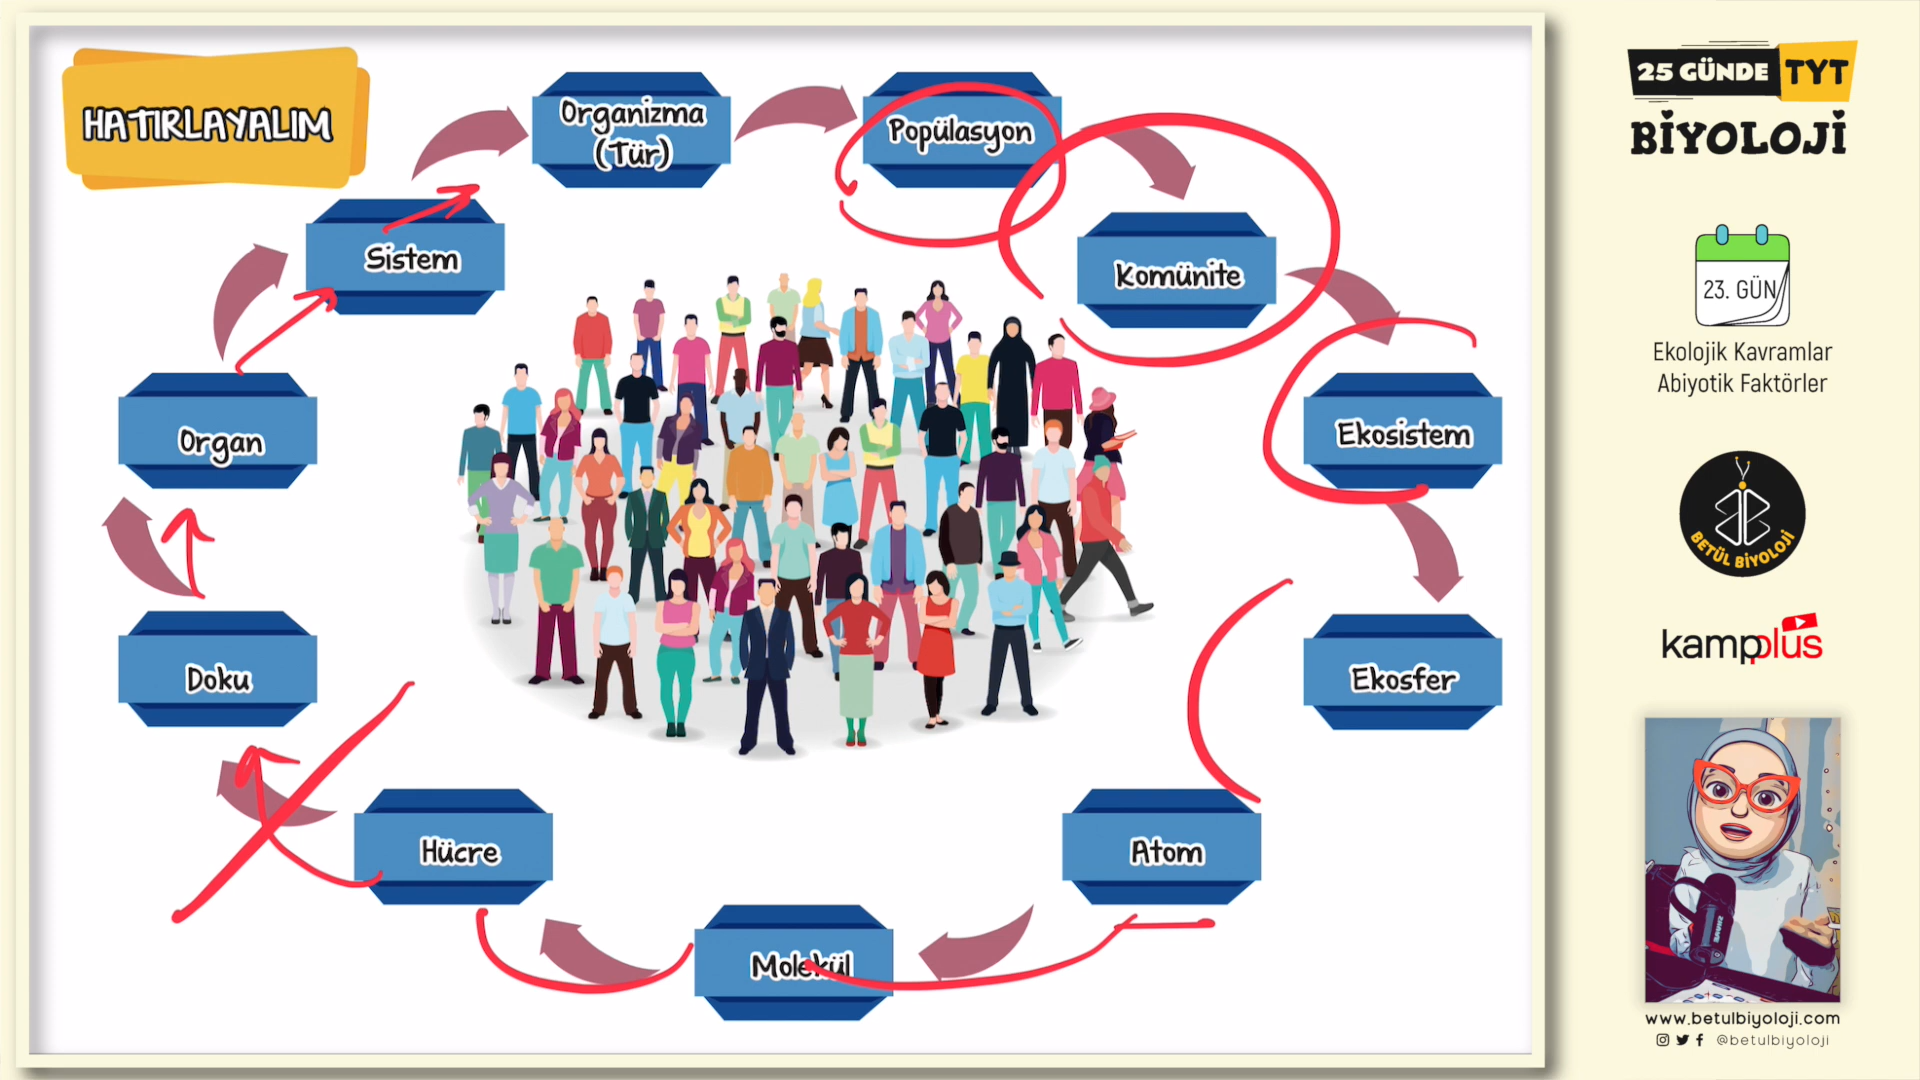 HATIRLAYALIM
Organizma
(Tür)
Popülasyon
Sistem
Komünite
Organ
Ekosistem
Doku
Ekosfer
Hücre
Atom
Molekül
25 GÜNDE TYT
BİYOLOJİ
23. GÜN
Ekolojik Kavramlar
Abiyotik Faktörler
BETÜL BİYOLOJİ
kampplus
www.betulbiyoloji.com
@betulbiyoloji